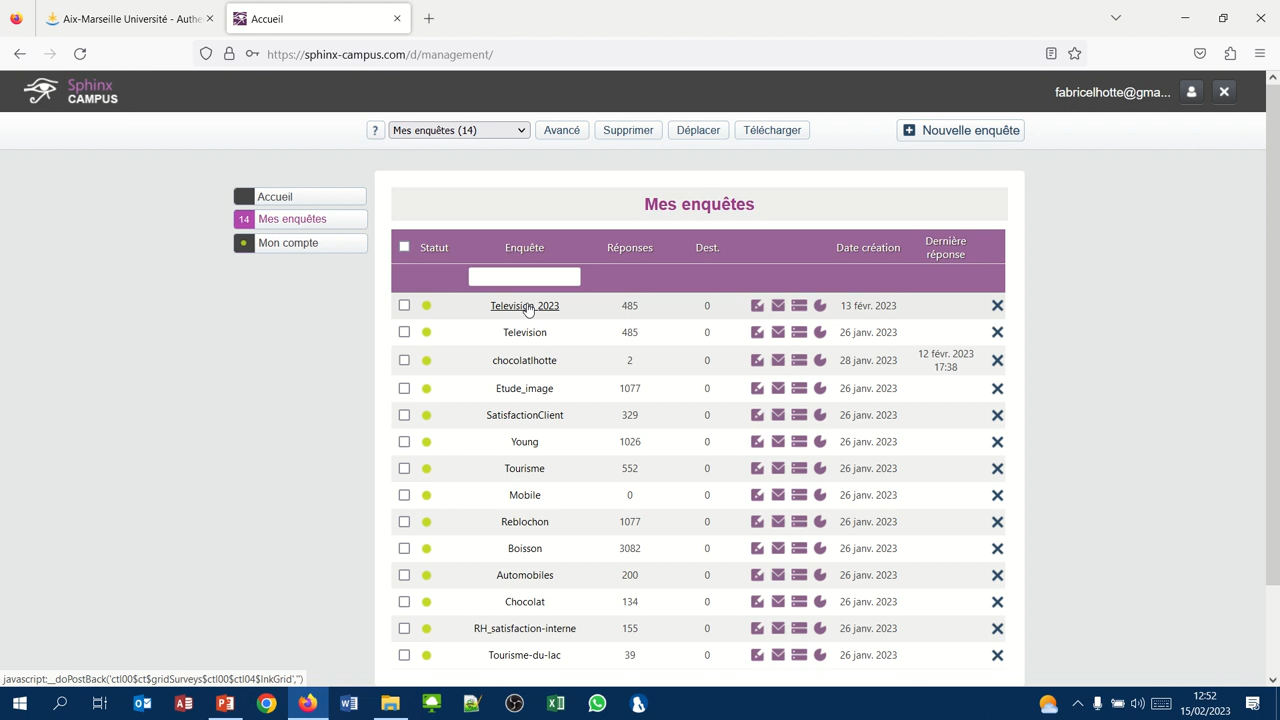 Aix-Marseille Université - Authe
Accueil
https://sphinx-campus.com/d/management/
Sphinx
CAMPUS
fabricelhotte@gma...
?
Mes enquêtes (14)
Avancé
Supprimer
Déplacer
Télécharger
Nouvelle enquête
Accueil
14 Mes enquêtes
Mon compte
Mes enquêtes
Statut Enquête Réponses Dest. Date création Dernière réponse
Television_2023 485 0 13 févr. 2023
Television 485 0 26 janv. 2023
chocolatlhotte 2 0 28 janv. 2023 12 févr. 2023 17:38
Etude_image 1077 0 26 janv. 2023
SatisfactionClient 329 0 26 janv. 2023
Young 1026 0 26 janv. 2023
Tourisme 552 0 26 janv. 2023
Mobile 0 0 26 janv. 2023
Reblochon 1077 0 26 janv. 2023
Boisson 3082 0 26 janv. 2023
Automobiles 200 0 26 janv. 2023
Chocolat 134 0 26 janv. 2023
RH_satisfaction-interne 155 0 26 janv. 2023
Tourisme-du-lac 39 0 26 janv. 2023
javascript:__doPostBack('ctl00$ct$gridSurveys$ctl00$ctl04$lnkGrid','')
12:52
15/02/2023